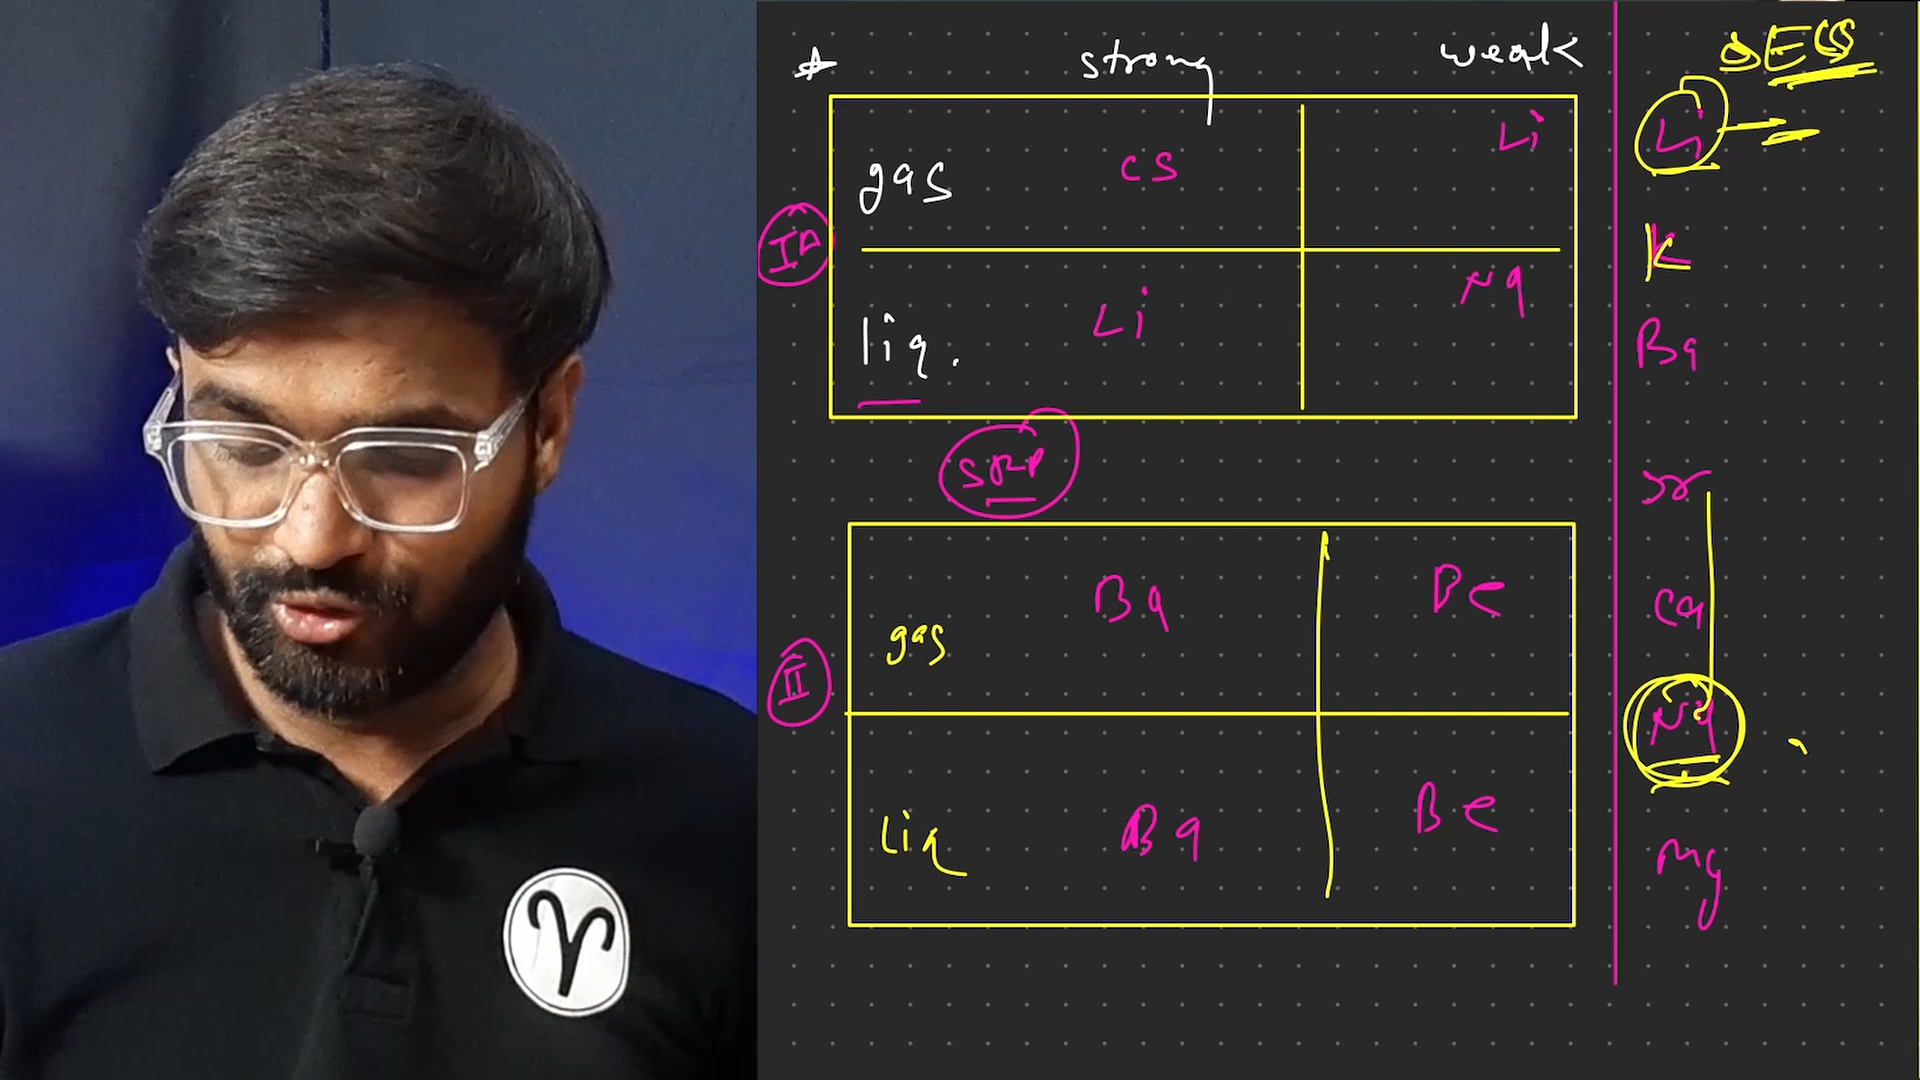 strong weak
gas Cs Li
IA
liq. Li Na
SRP
gas Ba Be
II
Liq Ba Be
ECS
Li
K
Ba
Sr
Ca
Na
Mg